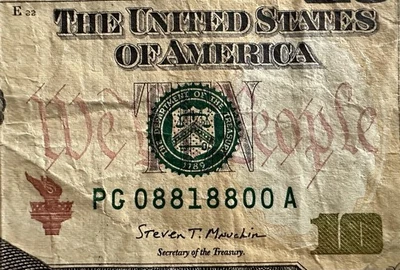 E 22
THE UNITED STATES
OF AMERICA
We TEN People
THE DEPARTMENT OF THE TREASURY
1789
PG 08818800 A
Steven T. Mnuchin
Secretary of the Treasury.
10